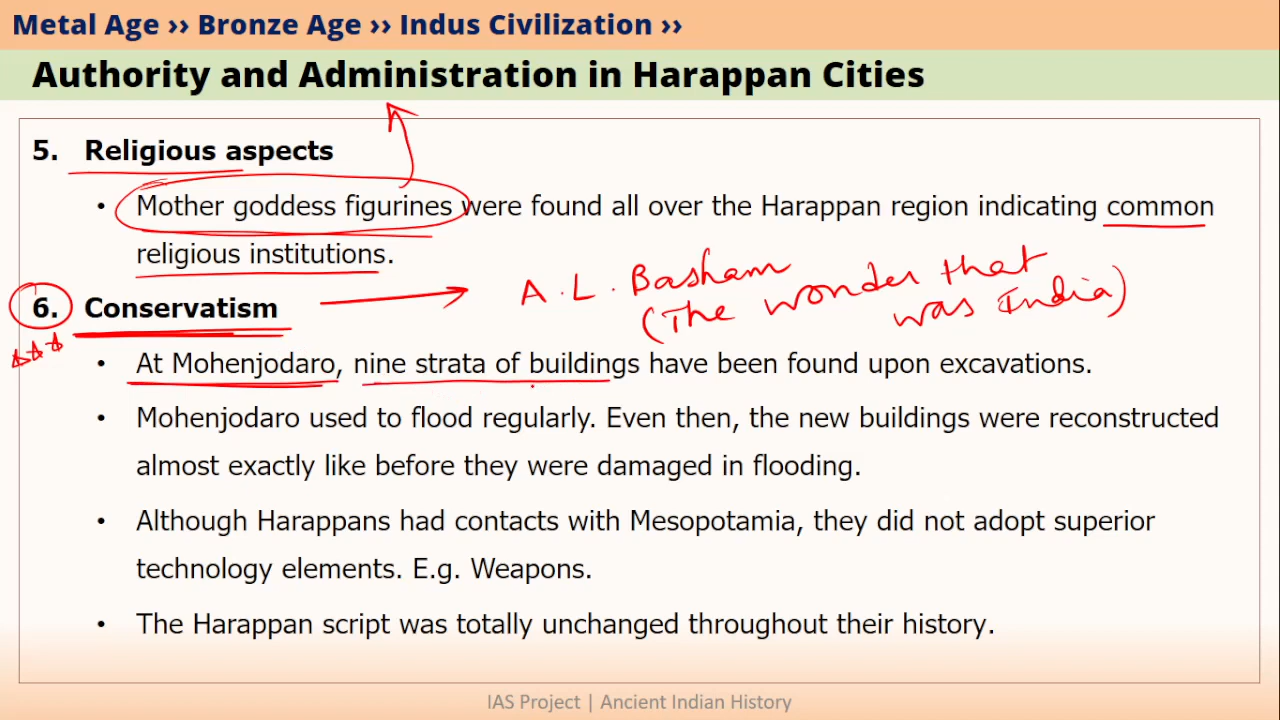 Metal Age ›› Bronze Age ›› Indus Civilization ››
Authority and Administration in Harappan Cities
5. Religious aspects
• Mother goddess figurines were found all over the Harappan region indicating common
religious institutions.
A.L. Basham
(The wonder that
was India)
6. Conservatism
• At Mohenjodaro, nine strata of buildings have been found upon excavations.
• Mohenjodaro used to flood regularly. Even then, the new buildings were reconstructed
almost exactly like before they were damaged in flooding.
• Although Harappans had contacts with Mesopotamia, they did not adopt superior
technology elements. E.g. Weapons.
• The Harappan script was totally unchanged throughout their history.
IAS Project | Ancient Indian History